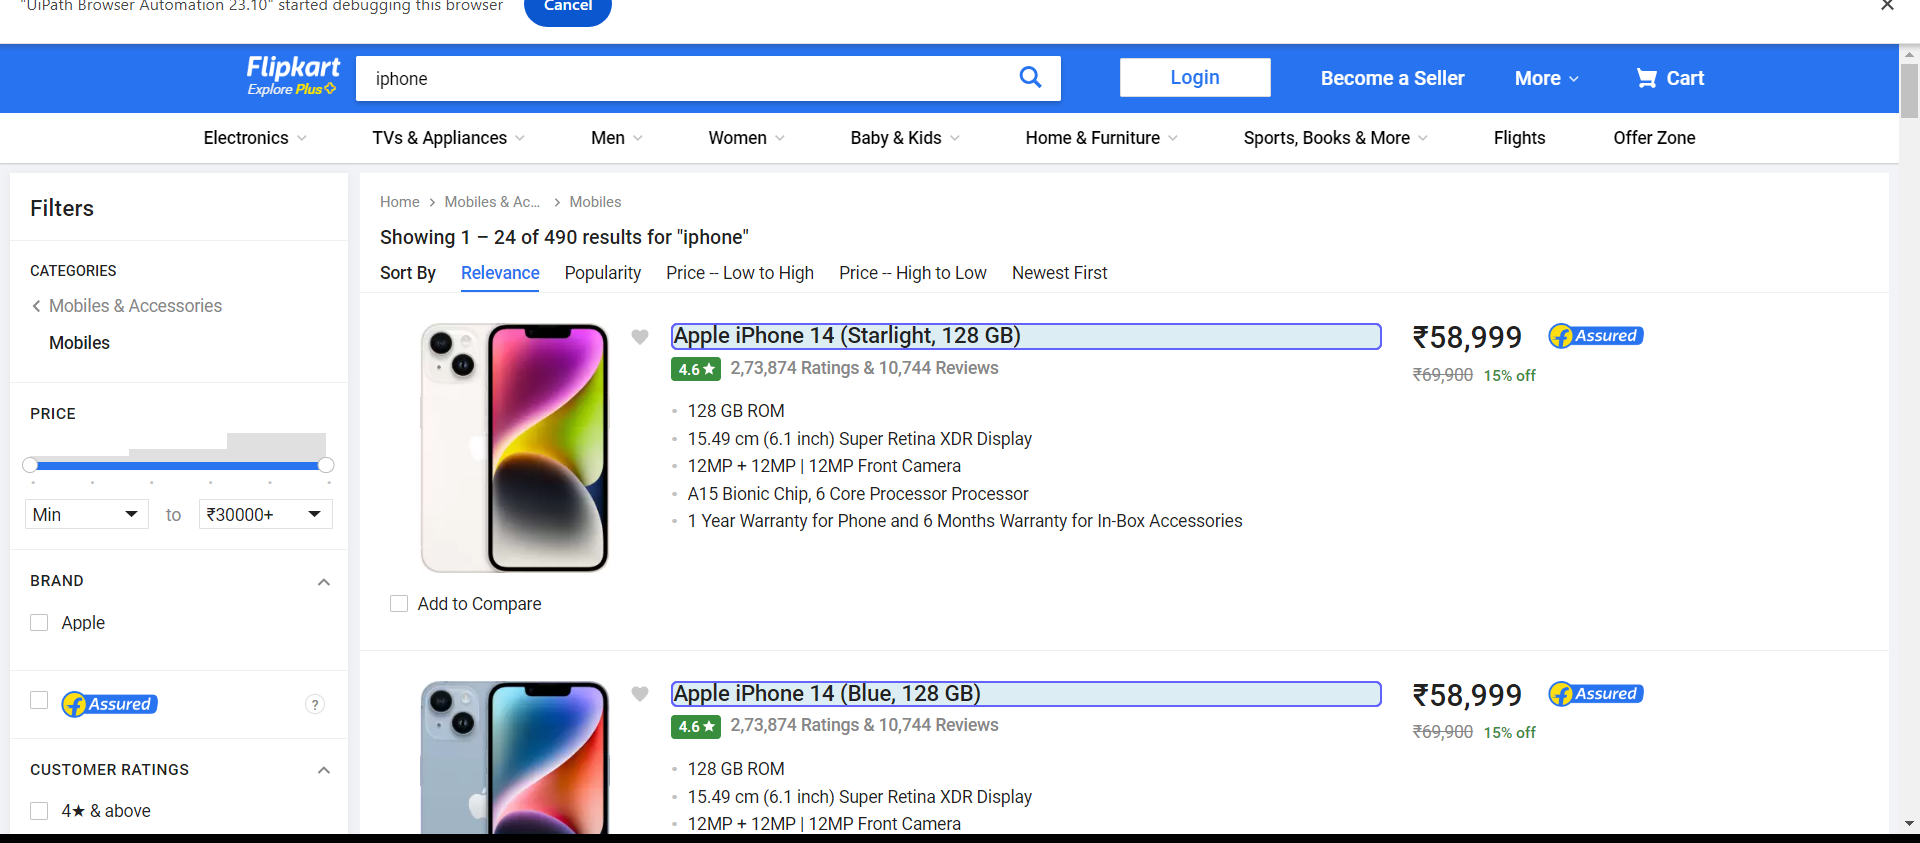 "UiPath Browser Automation 23.10" started debugging this browser
Cancel
Flipkart
Explore Plus
iphone
Login
Become a Seller
More
Cart
Electronics
TVs & Appliances
Men
Women
Baby & Kids
Home & Furniture
Sports, Books & More
Flights
Offer Zone
Filters
CATEGORIES
Mobiles & Accessories
Mobiles
PRICE
Min
to
₹30000+
BRAND
Apple
Assured
?
CUSTOMER RATINGS
4★ & above
Home > Mobiles & Ac... > Mobiles
Showing 1 – 24 of 490 results for "iphone"
Sort By Relevance Popularity Price -- Low to High Price -- High to Low Newest First
Apple iPhone 14 (Starlight, 128 GB)
4.6★ 2,73,874 Ratings & 10,744 Reviews
128 GB ROM
15.49 cm (6.1 inch) Super Retina XDR Display
12MP + 12MP | 12MP Front Camera
A15 Bionic Chip, 6 Core Processor Processor
1 Year Warranty for Phone and 6 Months Warranty for In-Box Accessories
₹58,999
Assured
₹69,900 15% off
Add to Compare
Apple iPhone 14 (Blue, 128 GB)
4.6★ 2,73,874 Ratings & 10,744 Reviews
128 GB ROM
15.49 cm (6.1 inch) Super Retina XDR Display
12MP + 12MP | 12MP Front Camera
₹58,999
Assured
₹69,900 15% off